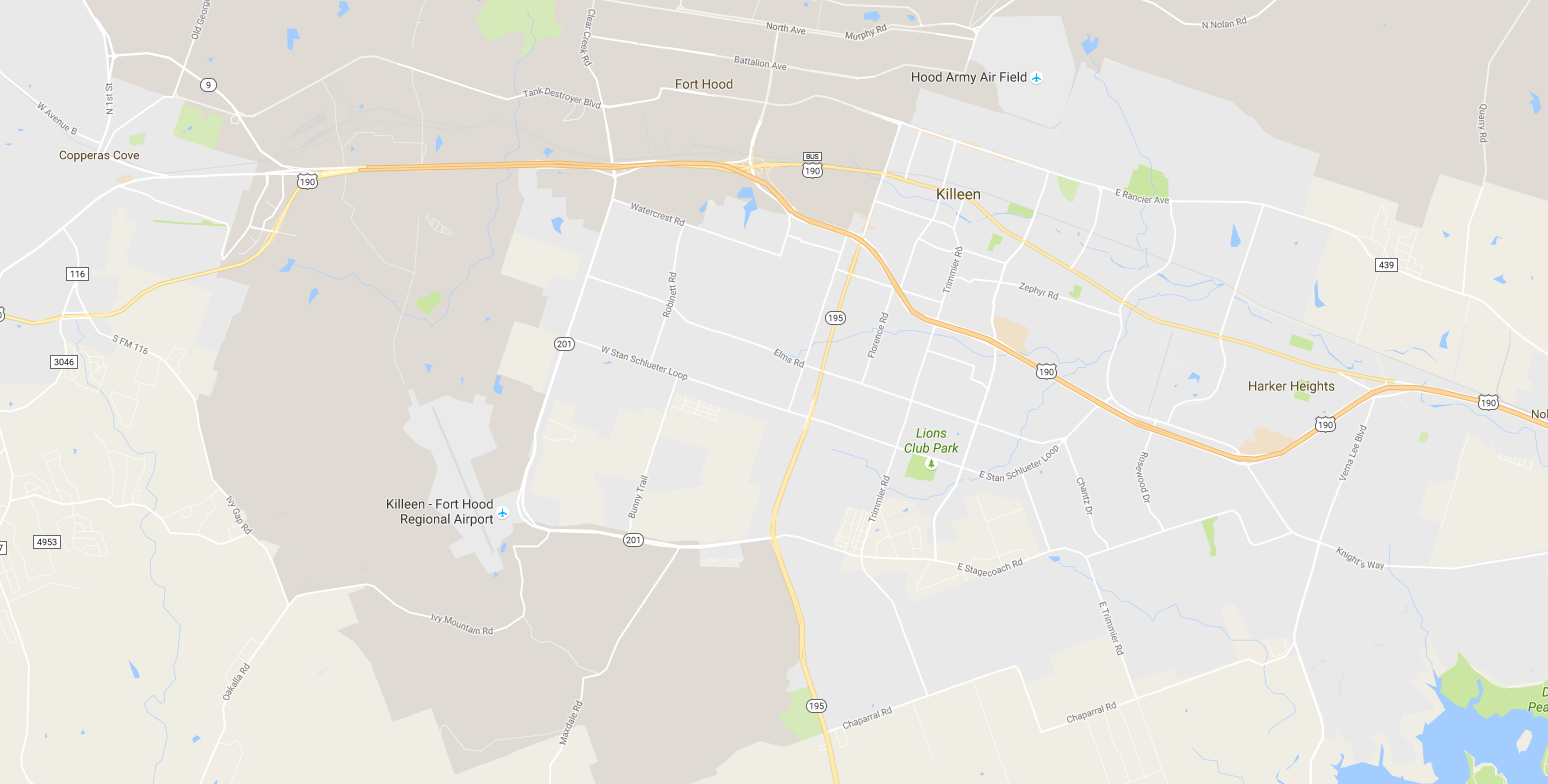 Old George
Clear Creek Rd
North Ave
Murphy Rd
N Nolan Rd
Battalion Ave
Hood Army Air Field
9
Fort Hood
Tank Destroyer Blvd
N 1st St
W Avenue B
Quarry Rd
Copperas Cove
BUS
190
190
Killeen
E Rancier Ave
Watercrest Rd
116
439
Trimmier Rd
Zephyr Rd
Robinett Rd
195
Florence Rd
201
S FM 116
3046
W Stan Schlueter Loop
Elms Rd
190
Harker Heights
190
190
Nol
Lions
Club Park
Verna Lee Blvd
E Stan Schlueter Loop
Rosewood Dr
Chantz Dr
Trimmier Rd
Bunny Trail
Killeen - Fort Hood
Regional Airport
Ivy Gap Rd
201
4953
7
Knight's Way
E Stagecoach Rd
Ivy Mountain Rd
E Trimmier Rd
Oakalla Rd
Maxdale Rd
195
Chaparral Rd
Chaparral Rd
D
Pea